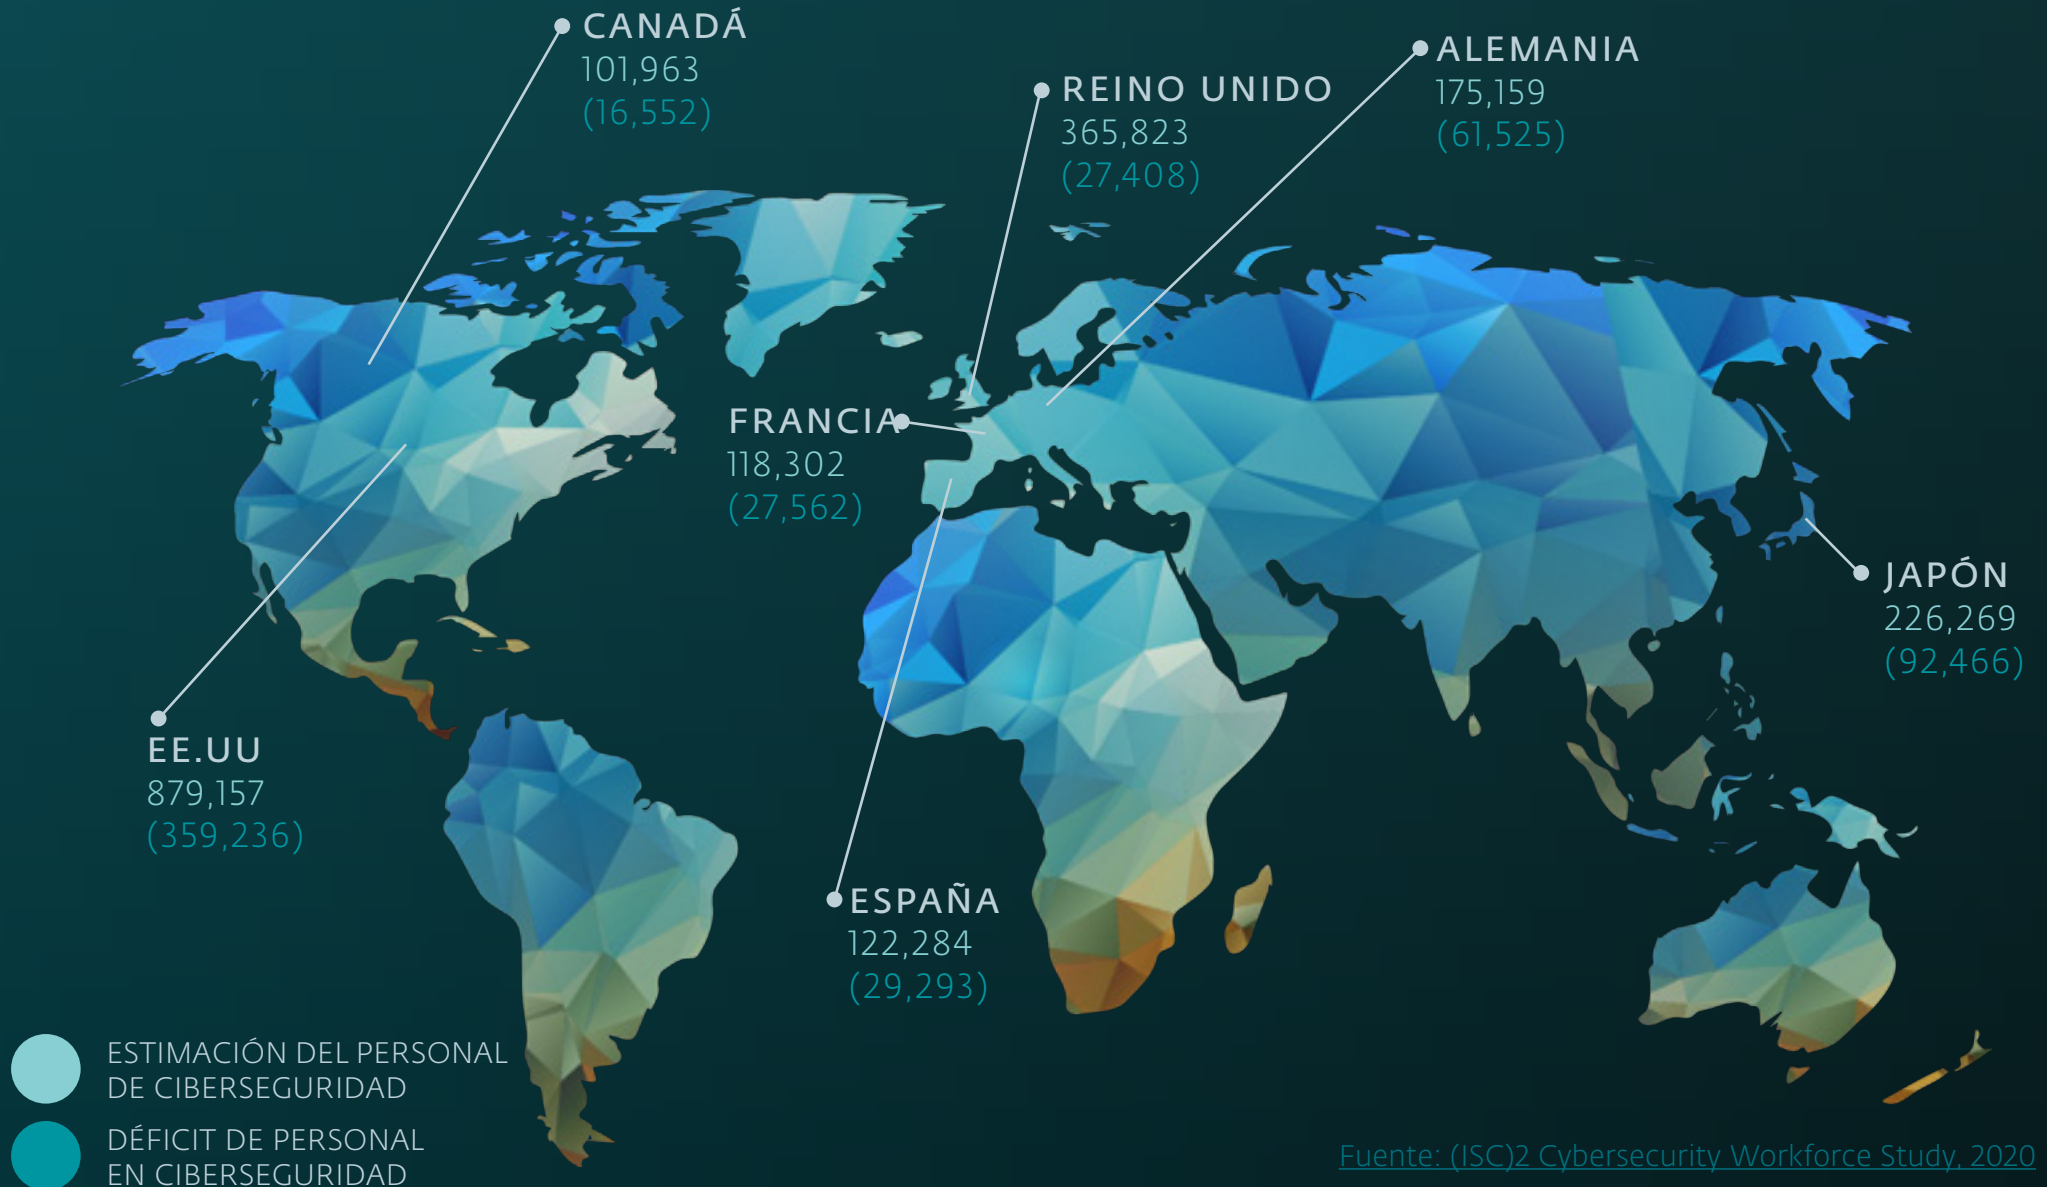 CANADÁ
101,963
(16,552)
REINO UNIDO
365,823
(27,408)
ALEMANIA
175,159
(61,525)
FRANCIA
118,302
(27,562)
JAPÓN
226,269
(92,466)
EE.UU
879,157
(359,236)
ESPAÑA
122,284
(29,293)
ESTIMACIÓN DEL PERSONAL
DE CIBERSEGURIDAD
DÉFICIT DE PERSONAL
EN CIBERSEGURIDAD
Fuente: (ISC)2 Cybersecurity Workforce Study, 2020